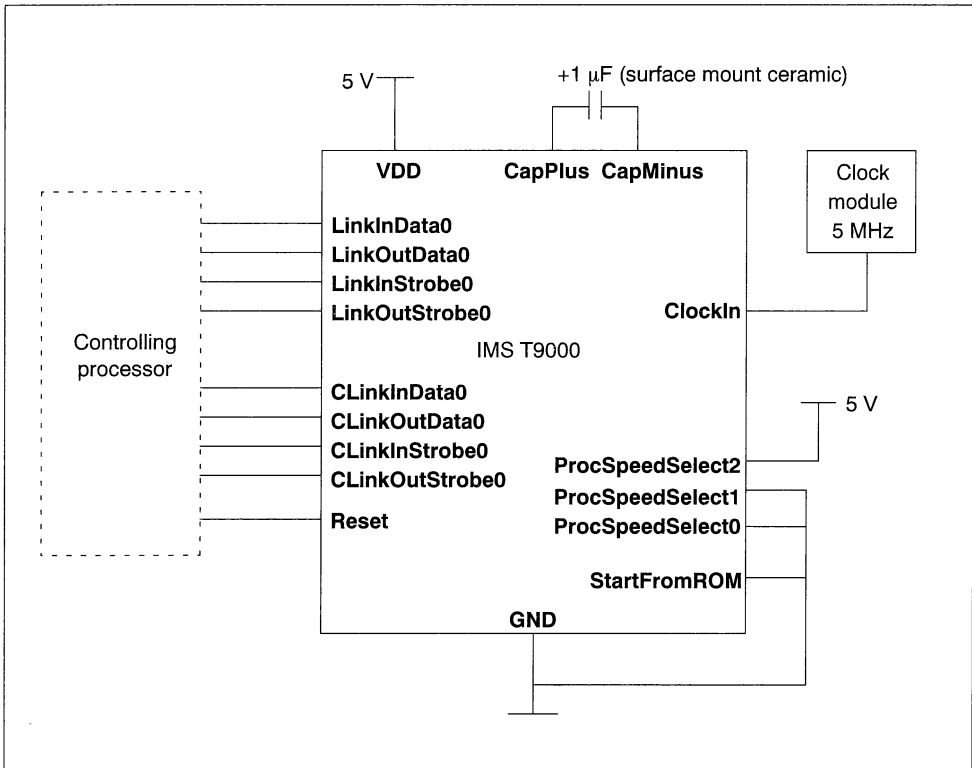 5 V
+1 μF (surface mount ceramic)
VDD
CapPlus CapMinus
Clock
module
5 MHz
LinkInData0
LinkOutData0
LinkInStrobe0
LinkOutStrobe0
ClockIn
Controlling
processor
IMS T9000
CLinkInData0
CLinkOutData0
CLinkInStrobe0
CLinkOutStrobe0
Reset
5 V
ProcSpeedSelect2
ProcSpeedSelect1
ProcSpeedSelect0
StartFromROM
GND